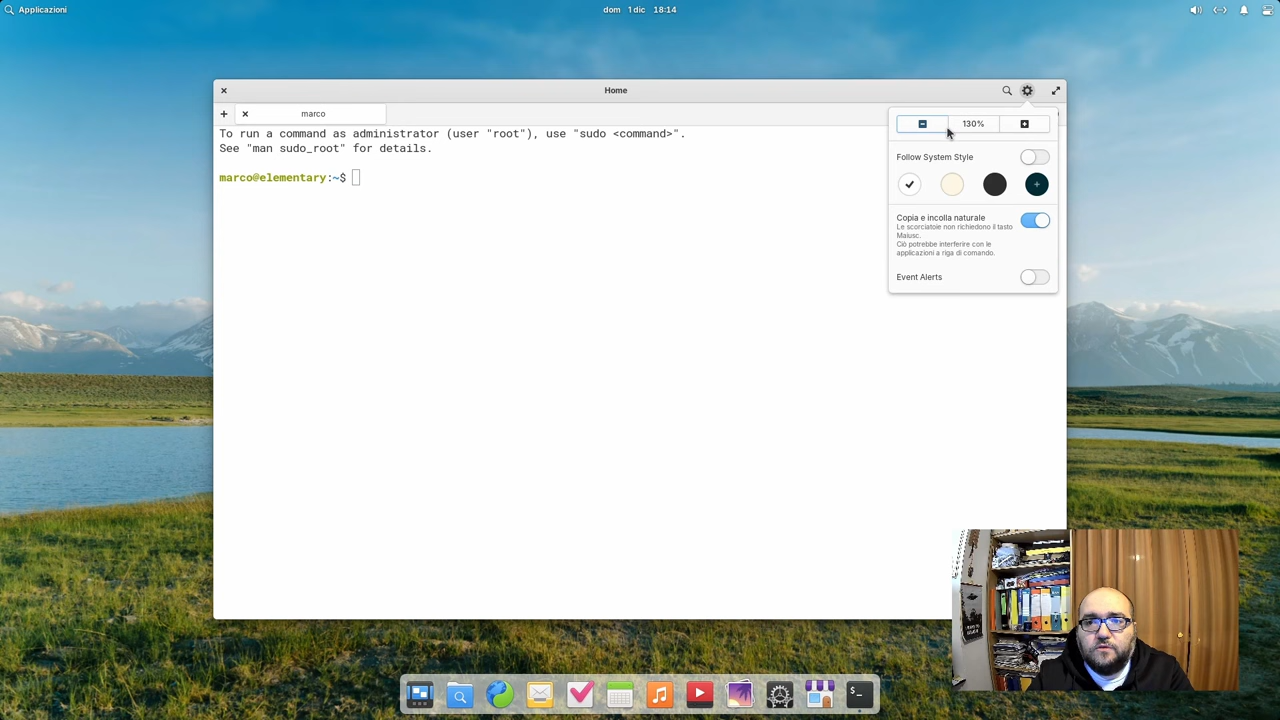 Applicazioni
dom 1 dic 18:14
Home
marco
To run a command as administrator (user "root"), use "sudo <command>".
See "man sudo_root" for details.
marco@elementary:~$
130%
Follow System Style
Copia e incolla naturale
Le scorciatoie non richiedono il tasto
Maiusc.
Ciò potrebbe interferire con le
applicazioni a riga di comando.
Event Alerts